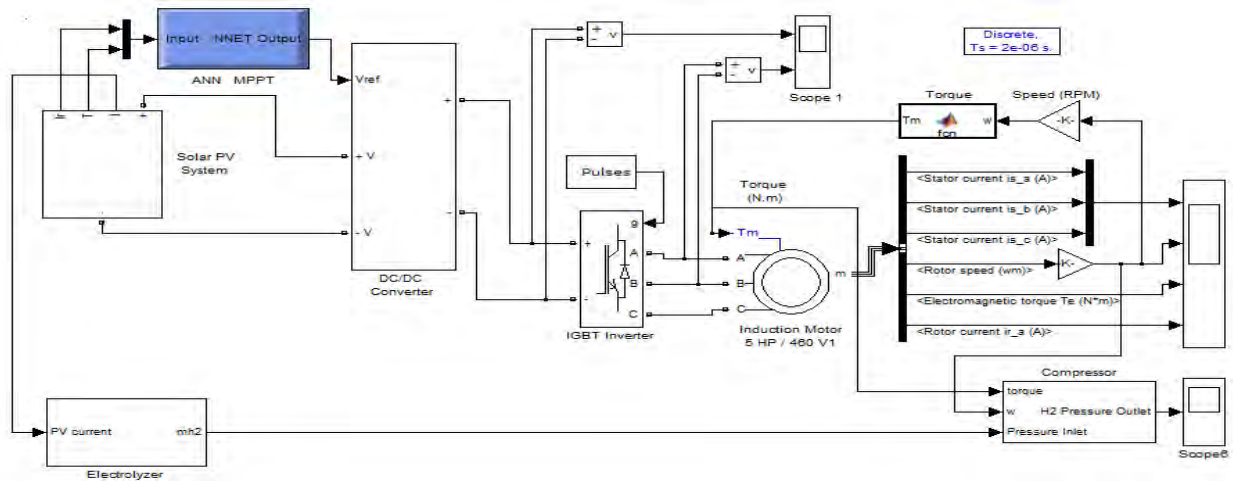 Input NNET Output
ANN MPPT
Discrete,
Ts = 2e-06 s.
Vref
+
-
+ V
- V
DC/DC
Converter
Solar PV
System
+
-
v
+
-
v
Scope 1
Torque
Tm
w
fcn
Speed (RPM)
-K-
Pulses
g
+
-
A
B
C
IGBT Inverter
Torque
(N.m)
Tm
A
B
C
m
Induction Motor
5 HP / 460 V1
<Stator current is_a (A)>
<Stator current is_b (A)>
<Stator current is_c (A)>
<Rotor speed (wm)>
-K-
<Electromagnetic torque Te (N*m)>
<Rotor current ir_a (A)>
Compressor
torque
w
H2 Pressure Outlet
Pressure Inlet
Scope6
PV current
mh2
Electrolyzer